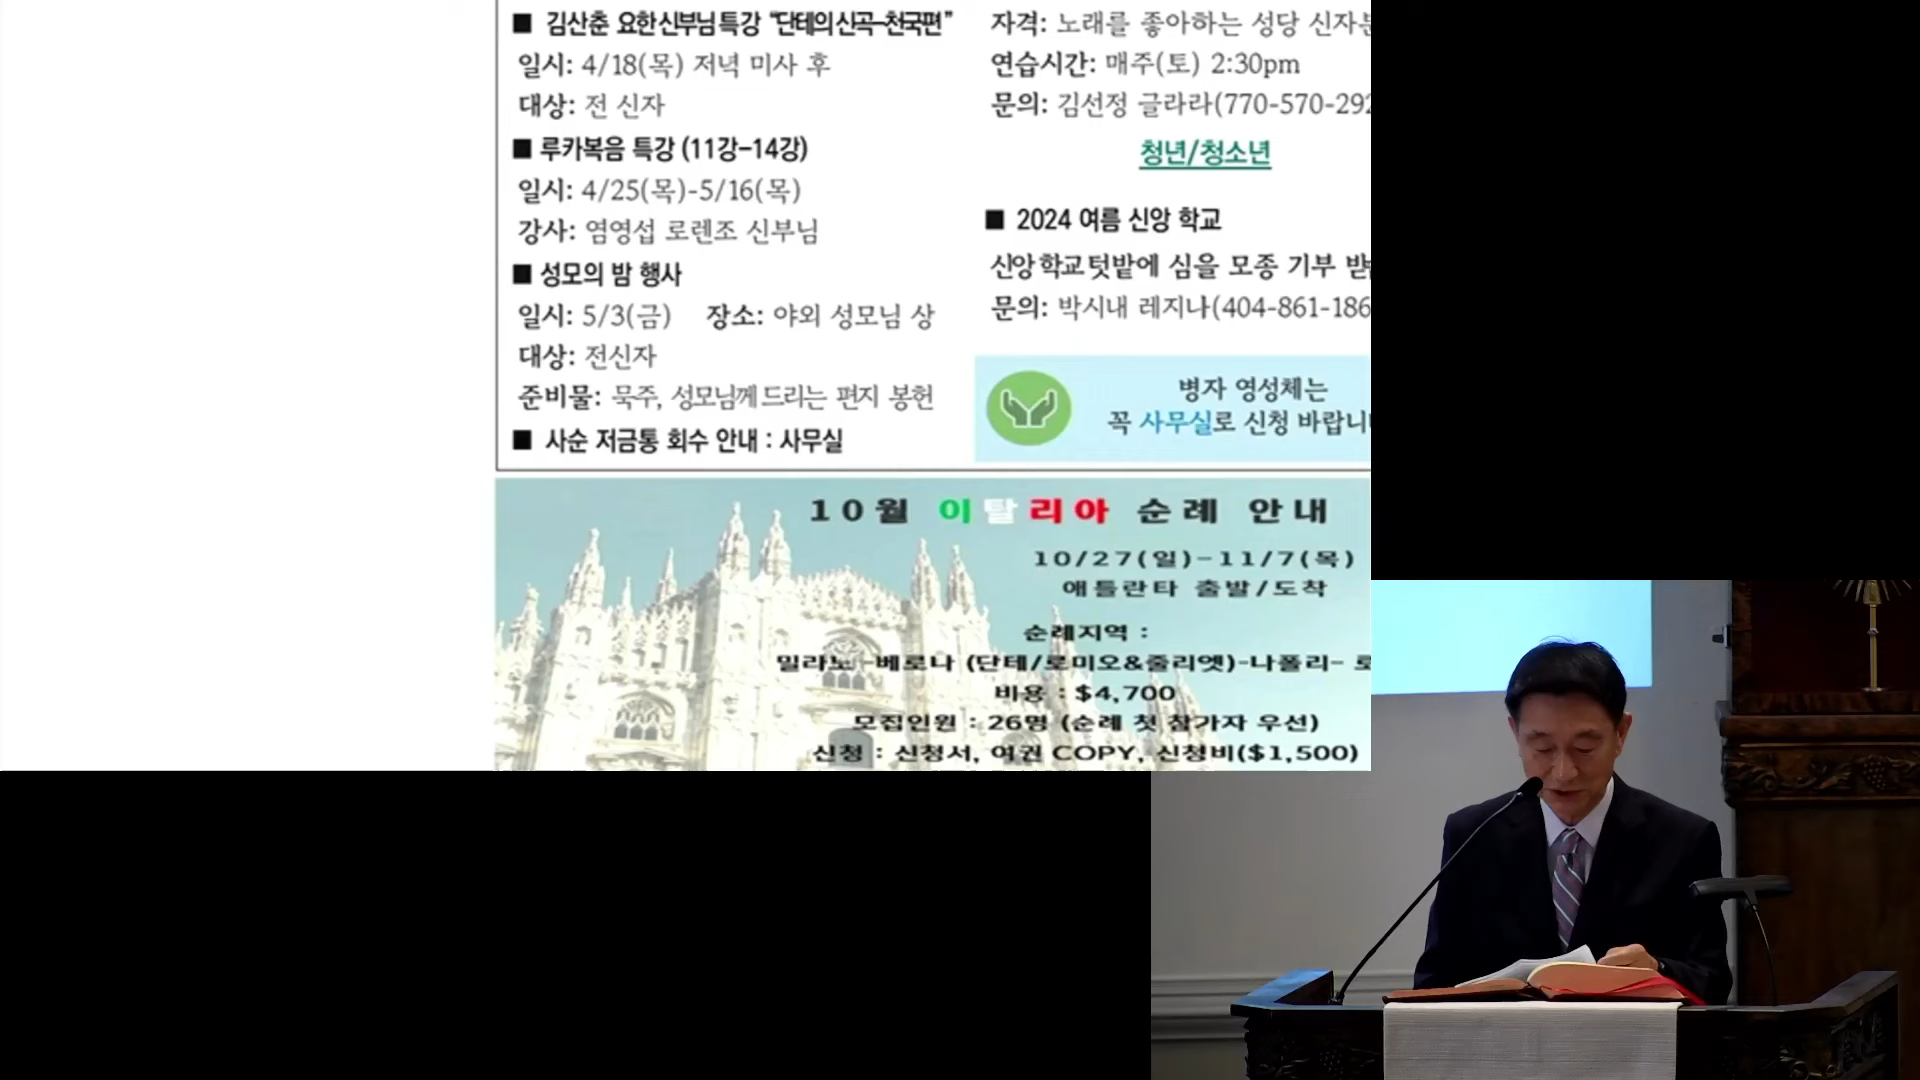 ■ 김산춘 요한신부님특강 “단테의신곡-천국편”
일시: 4/18(목) 저녁 미사 후
대상: 전 신자
■ 루카복음 특강 (11강-14강)
일시: 4/25(목)-5/16(목)
강사: 염영섭 로렌조 신부님
■ 성모의 밤 행사
일시: 5/3(금) 장소: 야외 성모님 상
대상: 전신자
준비물: 묵주, 성모님께드리는 편지 봉헌
■ 사순 저금통 회수 안내 : 사무실
자격: 노래를 좋아하는 성당
연습시간: 매주(토) 2:30pm
문의: 김선정 글라라(770-570-292
청년/청소년
■ 2024 여름 신앙 학교
신앙학교텃밭에 심을 모종 기부
문의: 박시내 레지나(404-861-186
병자 영성체는
꼭 사무실로 신청
10월 이탈리아 순례 안내
10/27(일)-11/7(목)
애틀란타 출발/도착
순례지역 :
밀라노 -베로나 (단테/로미오&줄리엣)-나폴리-
비용 : $4,700
모집인원 : 26명 (순례 첫 참가자 우선)
신청 : 신청서, 여권 COPY, 신청비($1,500)